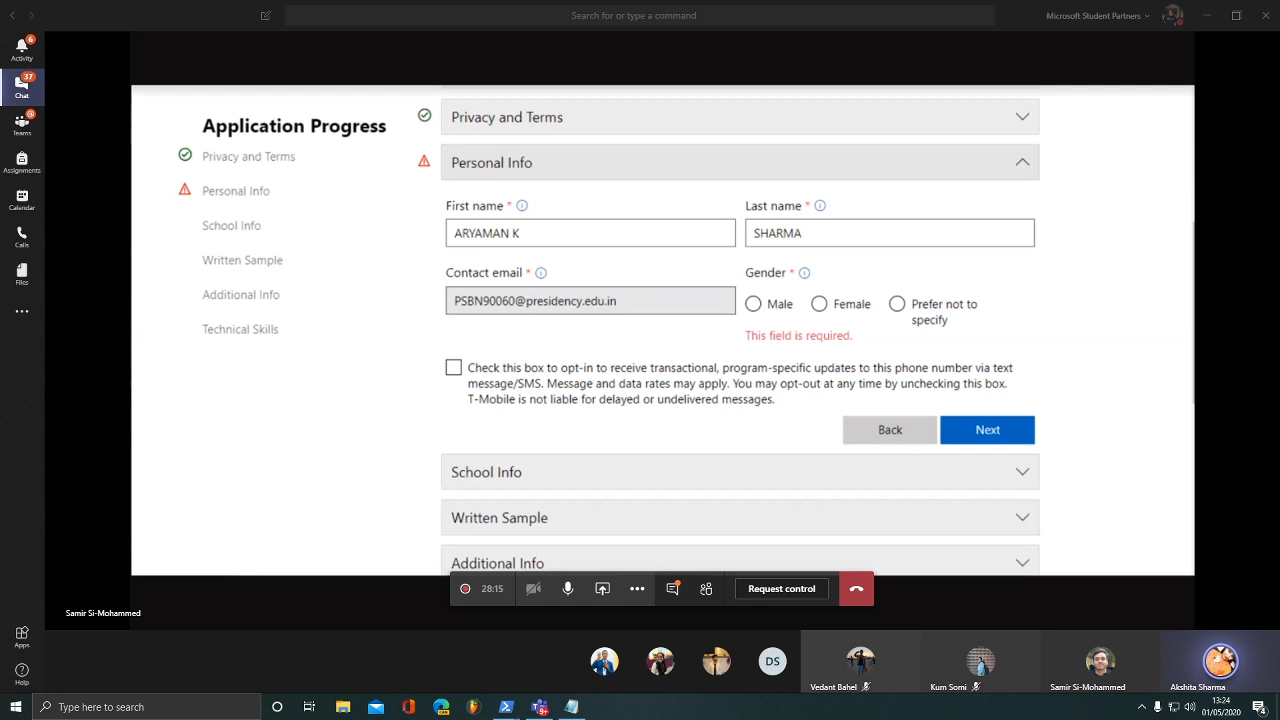 Search for or type a command
Microsoft Student Partners
6
Activity
37
Chat
@
Teams
Assignments
Calendar
Calls
Files
Apps
Help
Application Progress
Privacy and Terms
Personal Info
School Info
Written Sample
Additional Info
Technical Skills
Privacy and Terms
Personal Info
First name *
Last name *
ARYAMAN K
SHARMA
Contact email *
Gender *
PSBN90060@presidency.edu.in
Male
Female
Prefer not to
specify
This field is required.
Check this box to opt-in to receive transactional, program-specific updates to this phone number via text
message/SMS. Message and data rates may apply. You may opt-out at any time by unchecking this box.
T-Mobile is not liable for delayed or undelivered messages.
Back
Next
School Info
Written Sample
Additional Info
28:15
Request control
Samir Si-Mohammed
DS
Vedant Bahel
Kum Somi
Samir Si-Mohammed
Akshita Sharma
Type here to search
13:24
01/05/2020